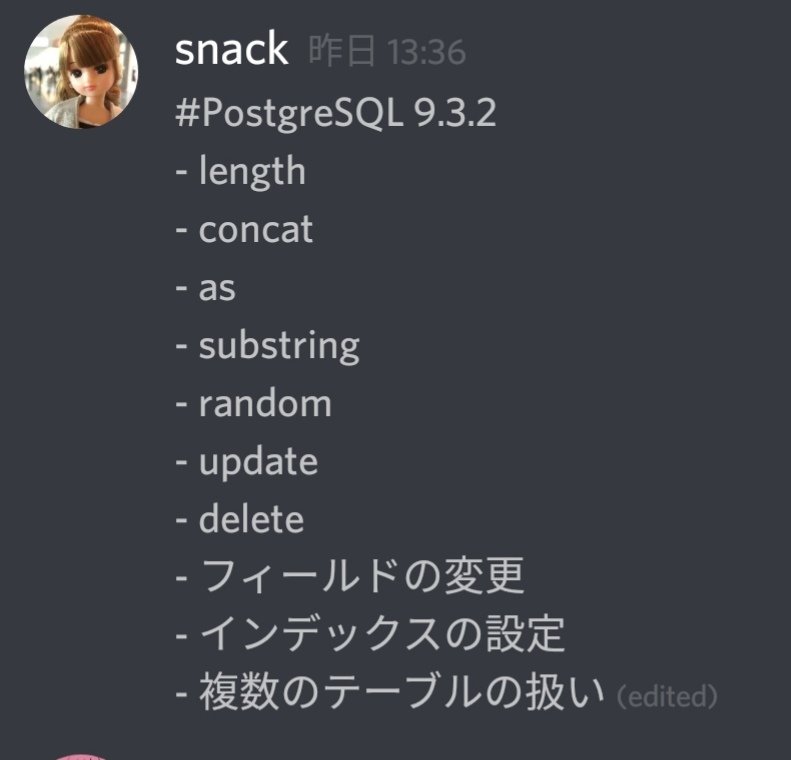 snack 昨日 13:36
#PostgreSQL 9.3.2
- length
- concat
- as
- substring
- random
- update
- delete
- フィールドの変更
- インデックスの設定
- 複数のテーブルの扱い (edited)